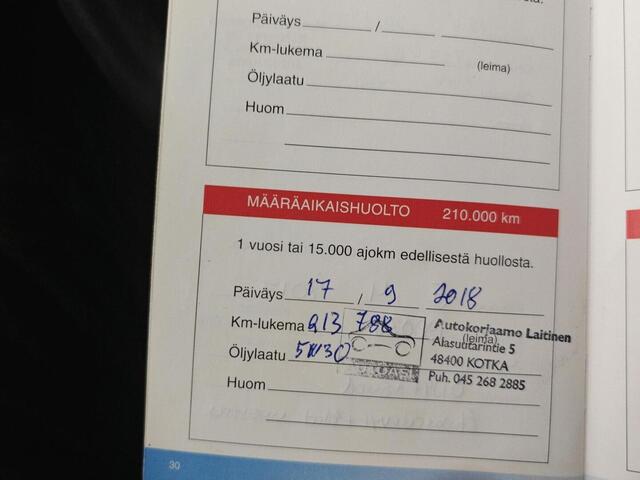 Päiväys / 
Km-lukema
(leima)
Öljylaatu
Huom
MÄÄRÄAIKAISHUOLTO 210.000 km
1 vuosi tai 15.000 ajokm edellisestä huollosta.
Päiväys 17 / 9 2018
Km-lukema 213 788
(leima)
Öljylaatu 5W30
Huom
Autokorjaamo Laitinen
Alasuutarintie 5
48400 KOTKA
Puh. 045 268 2885
30